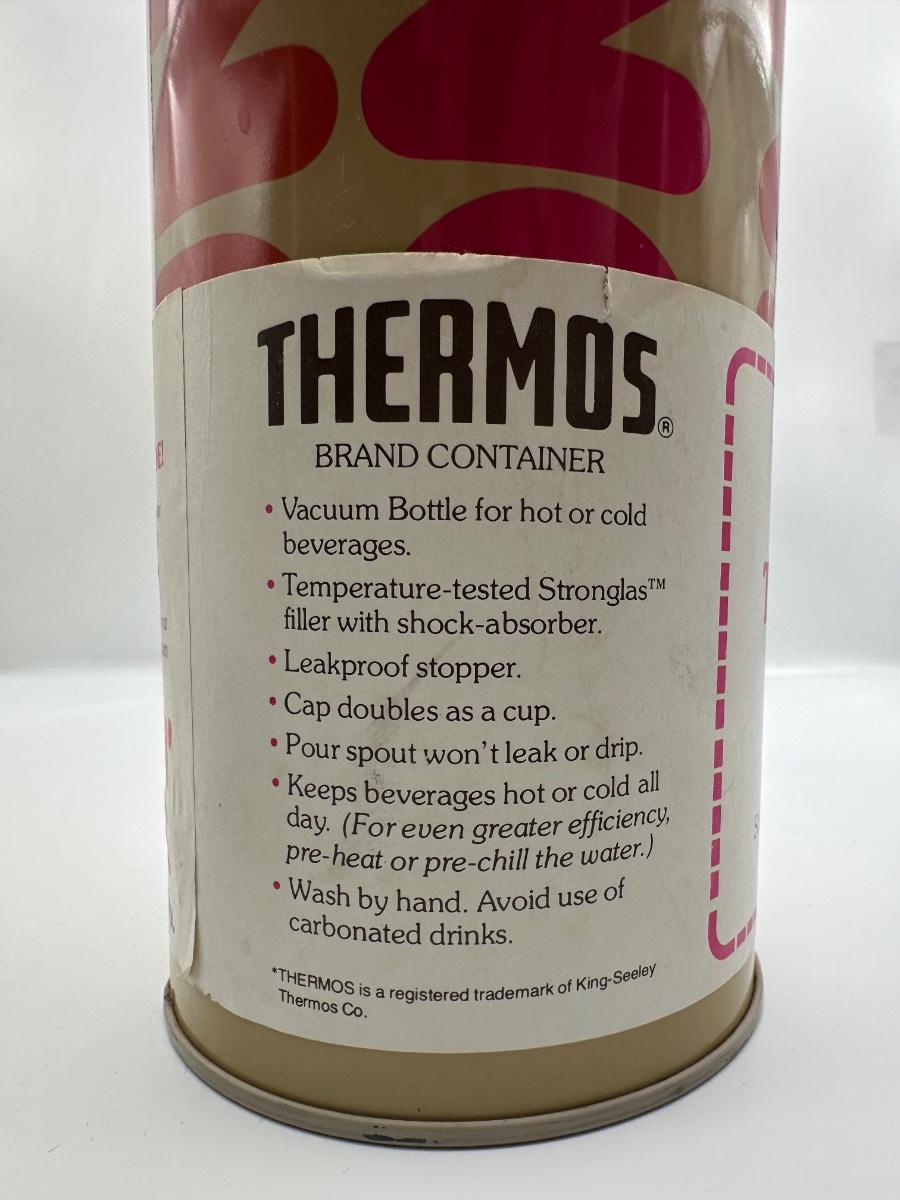 THERMOS®
BRAND CONTAINER
• Vacuum Bottle for hot or cold
beverages.
• Temperature-tested Stronglas™
filler with shock-absorber.
• Leakproof stopper.
• Cap doubles as a cup.
• Pour spout won't leak or drip.
• Keeps beverages hot or cold all
day. (For even greater efficiency,
pre-heat or pre-chill the water.)
• Wash by hand. Avoid use of
carbonated drinks.
*THERMOS is a registered trademark of King-Seeley
Thermos Co.